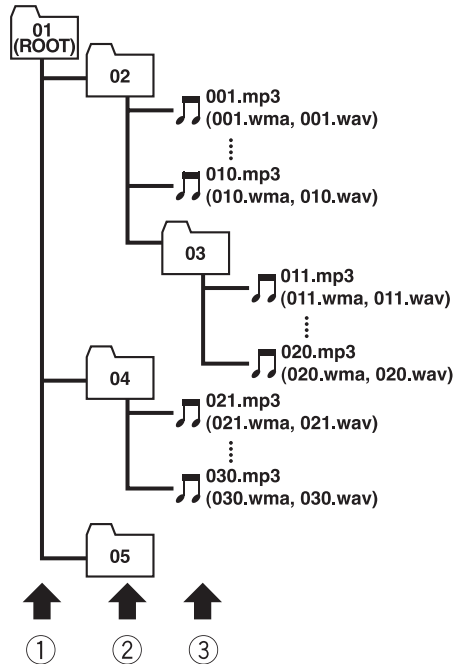 01
(ROOT)
02
001.mp3
(001.wma, 001.wav)
010.mp3
(010.wma, 010.wav)
03
011.mp3
(011.wma, 011.wav)
020.mp3
(020.wma, 020.wav)
04
021.mp3
(021.wma, 021.wav)
030.mp3
(030.wma, 030.wav)
05
① ② ③